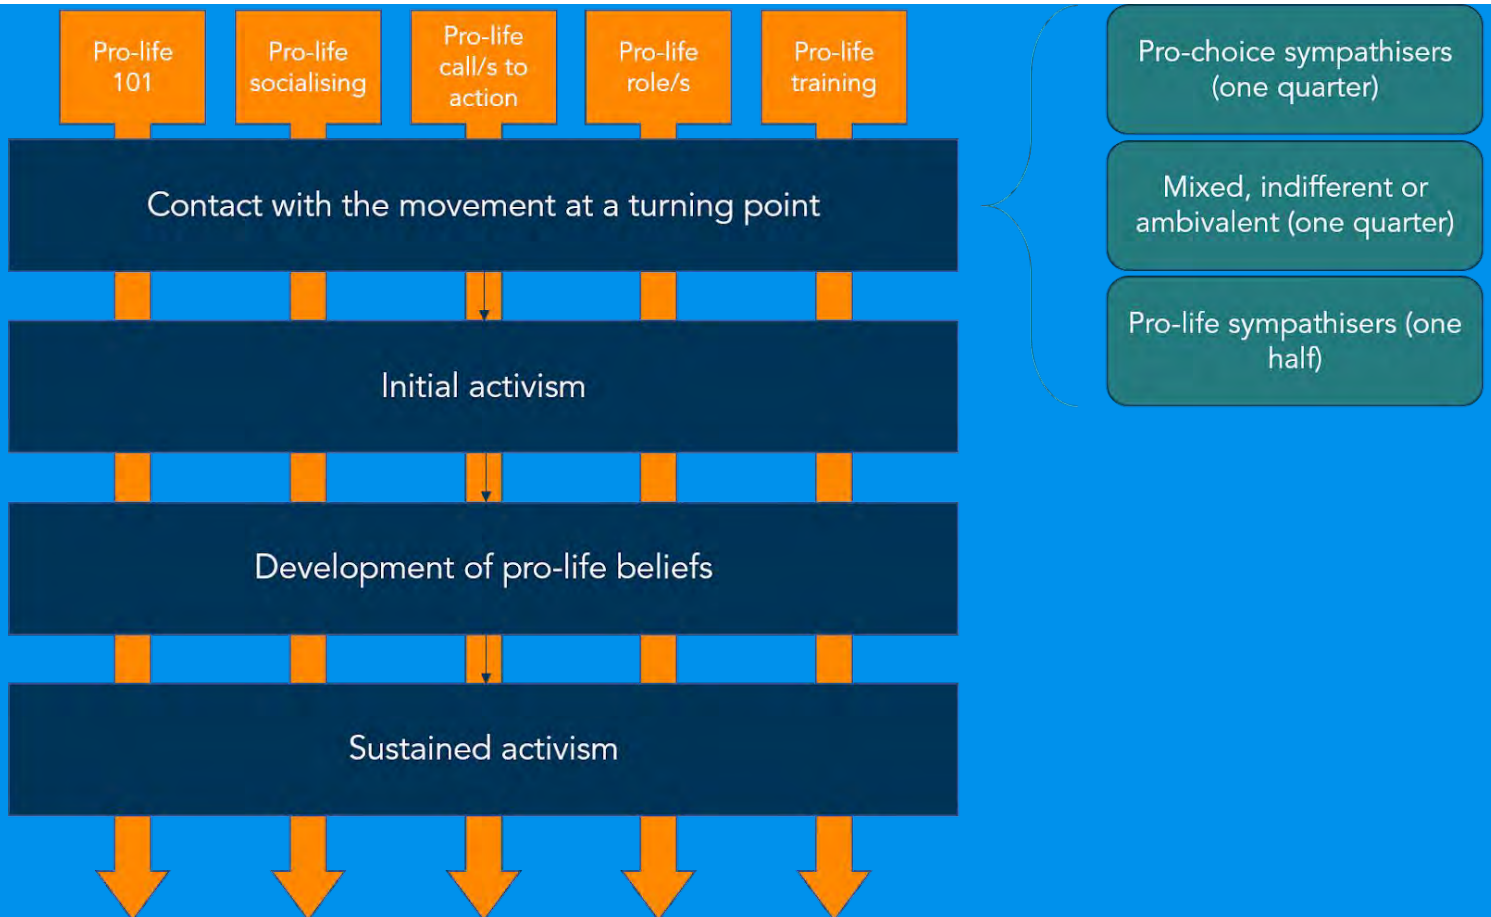 Pro-life
101
Pro-life
socialising
Pro-life
call/s to
action
Pro-life
role/s
Pro-life
training
Pro-choice sympathisers
(one quarter)
Contact with the movement at a turning point
Mixed, indifferent or
ambivalent (one quarter)
Pro-life sympathisers (one
half)
Initial activism
Development of pro-life beliefs
Sustained activism